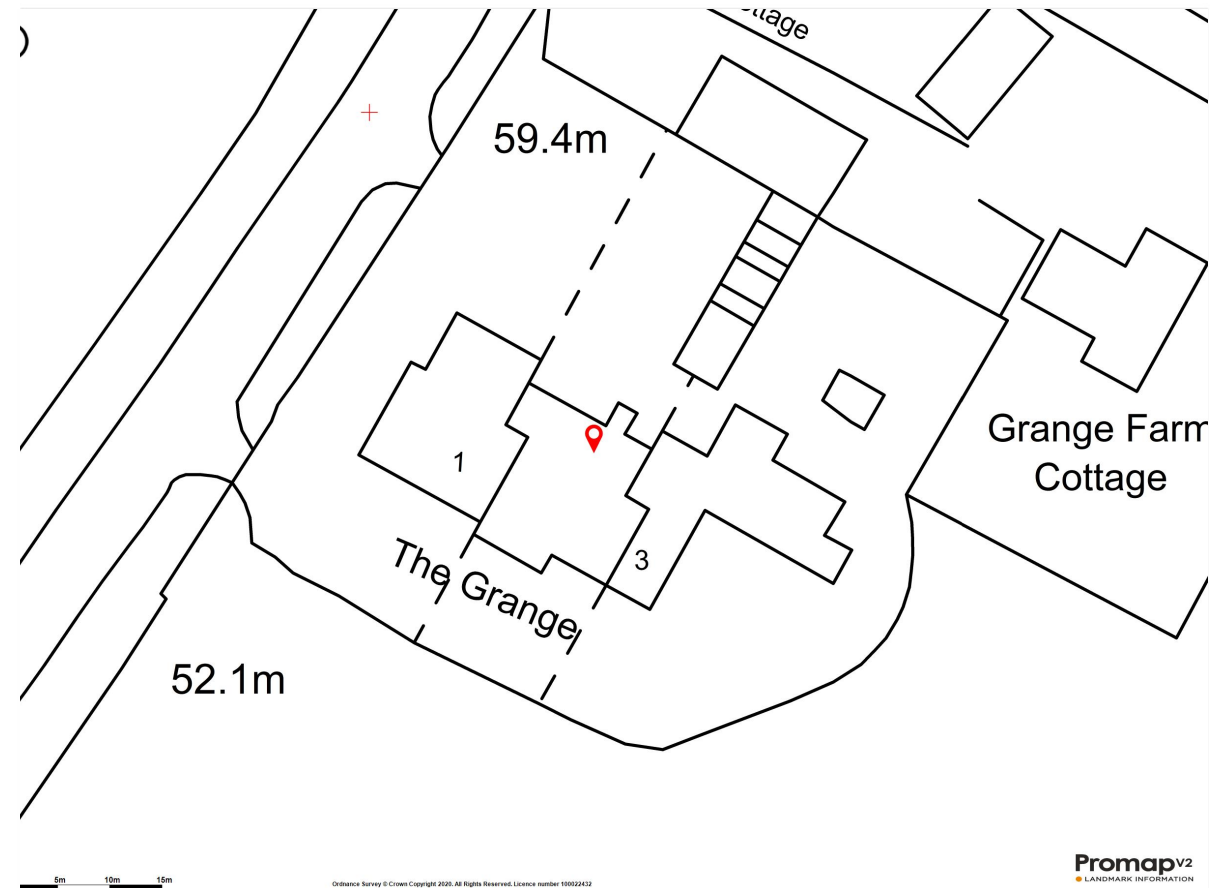 Cottage
59.4m
Grange Farm
Cottage
1
3
The Grange
52.1m
5m 10m 15m
Ordnance Survey © Crown Copyright 2020. All Rights Reserved. Licence number 100022432
Promap V2
LANDMARK INFORMATION